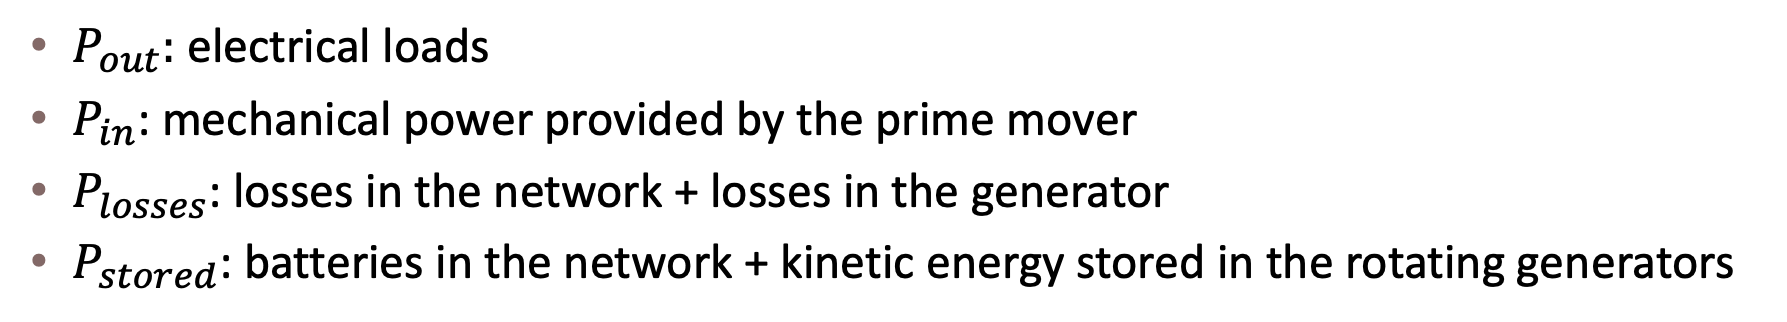 • P_out: electrical loads
• P_in: mechanical power provided by the prime mover
• P_losses: losses in the network + losses in the generator
• P_stored: batteries in the network + kinetic energy stored in the rotating generators